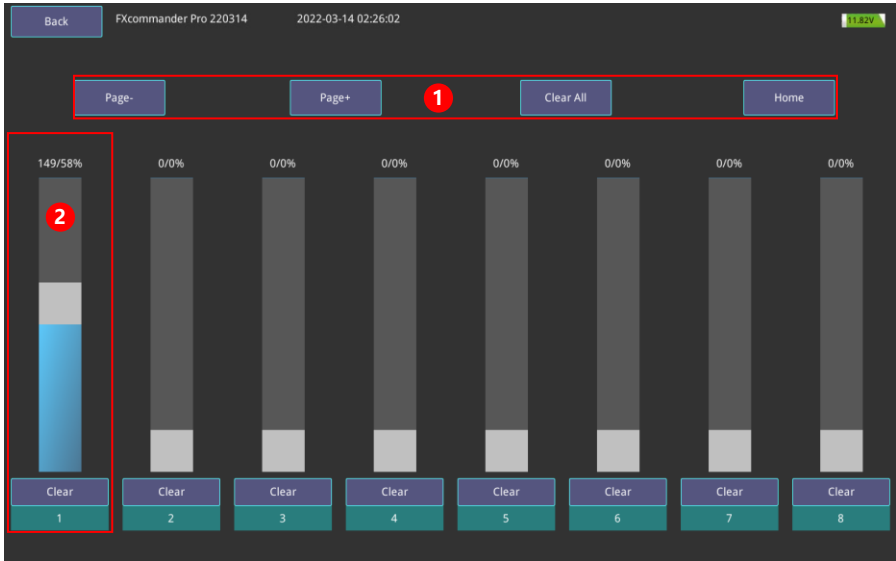 Back FXcommander Pro 220314 2022-03-14 02:26:02 11.82V
Page- Page+ 1 Clear All Home
149/58% 0/0% 0/0% 0/0% 0/0% 0/0% 0/0% 0/0%
2
Clear Clear Clear Clear Clear Clear Clear Clear
1 2 3 4 5 6 7 8